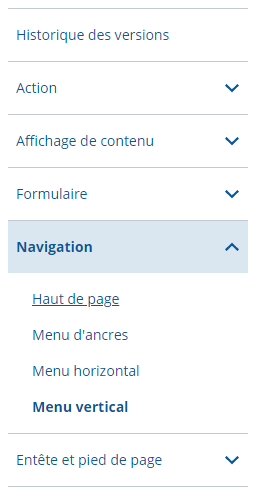 Historique des versions
Action
Affichage de contenu
Formulaire
Navigation
Haut de page
Menu d'ancres
Menu horizontal
Menu vertical
Entête et pied de page